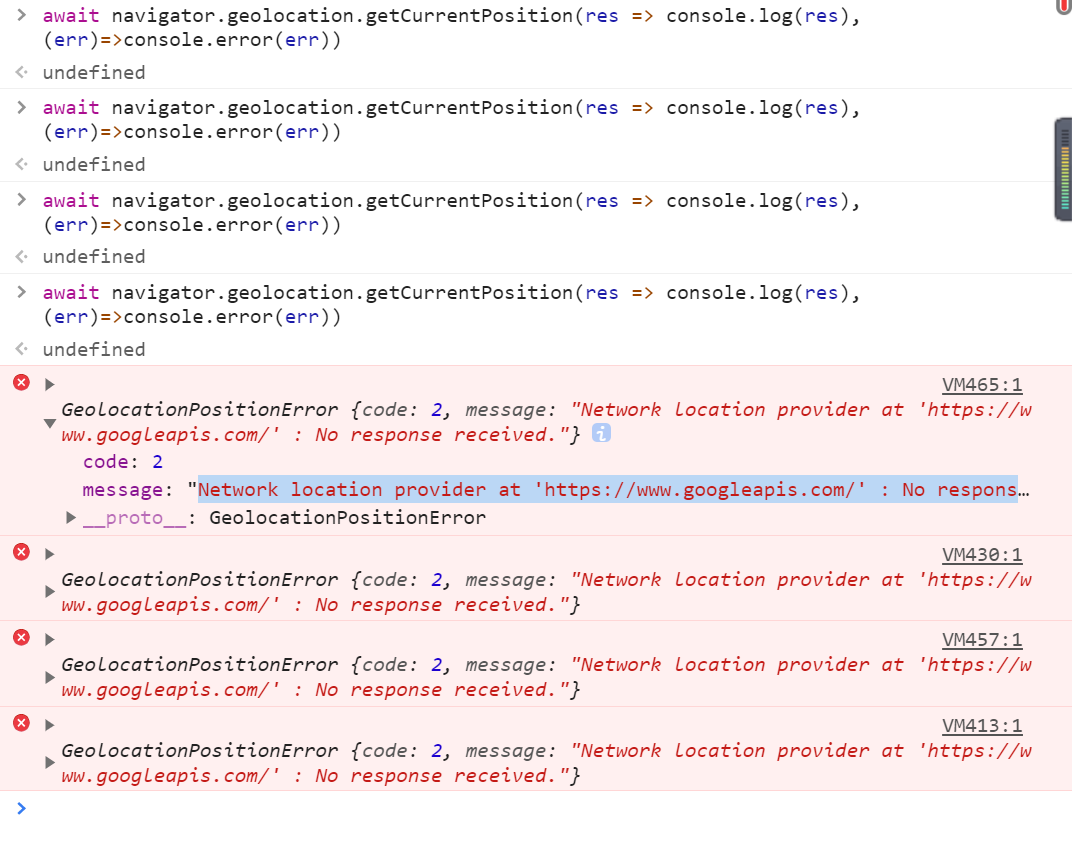 > await navigator.geolocation.getCurrentPosition(res => console.log(res),
(err)=>console.error(err))
undefined
> await navigator.geolocation.getCurrentPosition(res => console.log(res),
(err)=>console.error(err))
undefined
> await navigator.geolocation.getCurrentPosition(res => console.log(res),
(err)=>console.error(err))
undefined
> await navigator.geolocation.getCurrentPosition(res => console.log(res),
(err)=>console.error(err))
undefined
VM465:1
GeolocationPositionError {code: 2, message: "Network location provider at 'https://w
ww.googleapis.com/' : No response received."}
code: 2
message: "Network location provider at 'https://www.googleapis.com/' : No respons…
__proto__: GeolocationPositionError
VM430:1
GeolocationPositionError {code: 2, message: "Network location provider at 'https://w
ww.googleapis.com/' : No response received."}
VM457:1
GeolocationPositionError {code: 2, message: "Network location provider at 'https://w
ww.googleapis.com/' : No response received."}
VM413:1
GeolocationPositionError {code: 2, message: "Network location provider at 'https://w
ww.googleapis.com/' : No response received."}
>